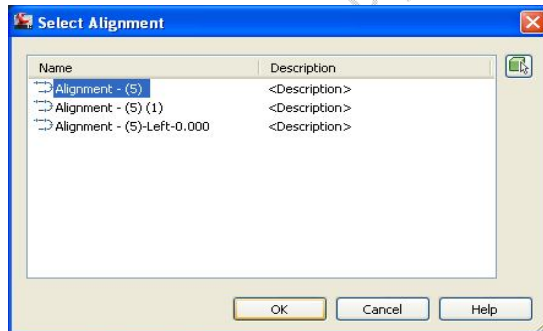 Select Alignment
Name Description
Alignment - (5) <Description>
Alignment - (5) (1) <Description>
Alignment - (5)-Left-0.000 <Description>
OK Cancel Help